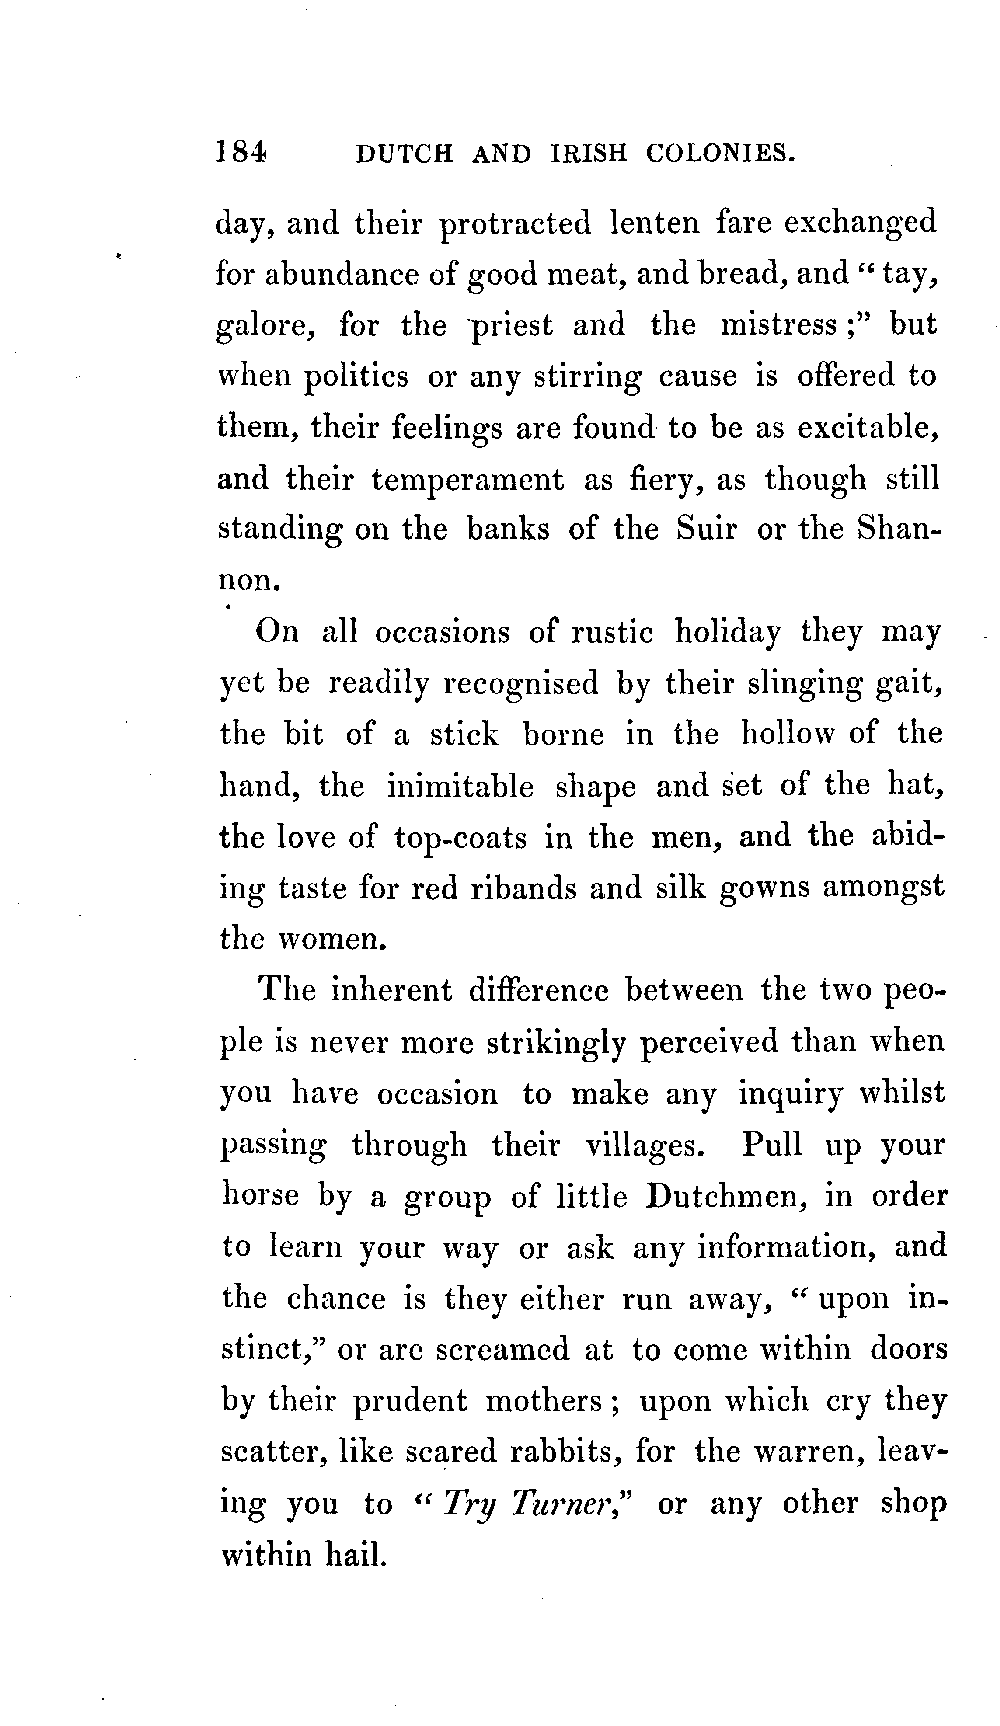 184 DUTCH AND IRISH COLONIES.
day, and their protracted lenten fare exchanged
for abundance of good meat, and bread, and “ tay,
galore, for the priest and the mistress ;” but
when politics or any stirring cause is offered to
them, their feelings are found to be as excitable,
and their temperament as fiery, as though still
standing on the banks of the Suir or the Shan-
non.
On all occasions of rustic holiday they may
yet be readily recognised by their slinging gait,
the bit of a stick borne in the hollow of the
hand, the inimitable shape and set of the hat,
the love of top-coats in the men, and the abid-
ing taste for red ribands and silk gowns amongst
the women.
The inherent difference between the two peo-
ple is never more strikingly perceived than when
you have occasion to make any inquiry whilst
passing through their villages. Pull up your
horse by a group of little Dutchmen, in order
to learn your way or ask any information, and
the chance is they either run away, “ upon in-
stinct,” or are screamed at to come within doors
by their prudent mothers ; upon which cry they
scatter, like scared rabbits, for the warren, leav-
ing you to “ Try Turner,” or any other shop
within hail.